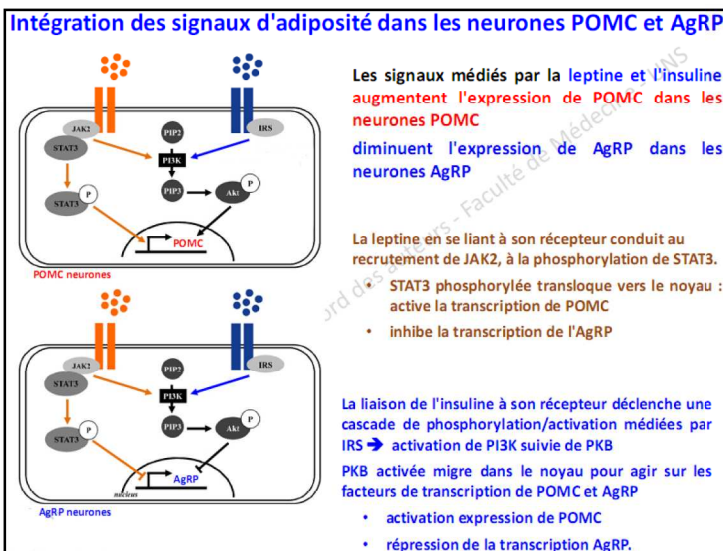 Intégration des signaux d'adiposité dans les neurones POMC et AgRP
JAK2
STAT3
PIP2
IRS
PI3K
PIP3
Akt
P
STAT3
P
POMC
POMC neurones
Les signaux médiés par la leptine et l'insuline
augmentent l'expression de POMC dans les
neurones POMC
diminuent l'expression de AgRP dans les
neurones AgRP
La leptine en se liant à son récepteur conduit au
recrutement de JAK2, à la phosphorylation de STAT3.
• STAT3 phosphorylée transloque vers le noyau :
active la transcription de POMC
• inhibe la transcription de l'AgRP
JAK2
STAT3
PIP2
IRS
PI3K
PIP3
Akt
P
STAT3
P
AgRP
nucleus
AgRP neurones
La liaison de l'insuline à son récepteur déclenche une
cascade de phosphorylation/activation médiées par
IRS ➔ activation de PI3K suivie de PKB
PKB activée migre dans le noyau pour agir sur les
facteurs de transcription de POMC et AgRP
• activation expression de POMC
• répression de la transcription AgRP.
des auteurs - Faculté de Médecine